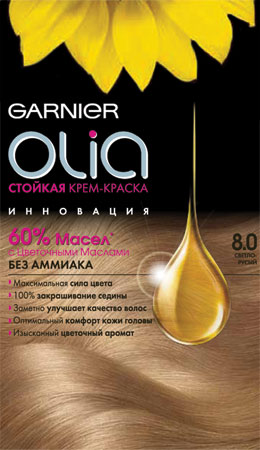 GARNIER
OLIA
СТОЙКАЯ КРЕМ-КРАСКА
ИННОВАЦИЯ
60% Масел*
с Цветочными Маслами
БЕЗ АММИАКА
8.0
СВЕТЛО-
РУСЫЙ
• Максимальная сила цвета
• 100% закрашивание седины
• Заметно улучшает качество волос
• Оптимальный комфорт кожи головы
• Изысканный цветочный аромат